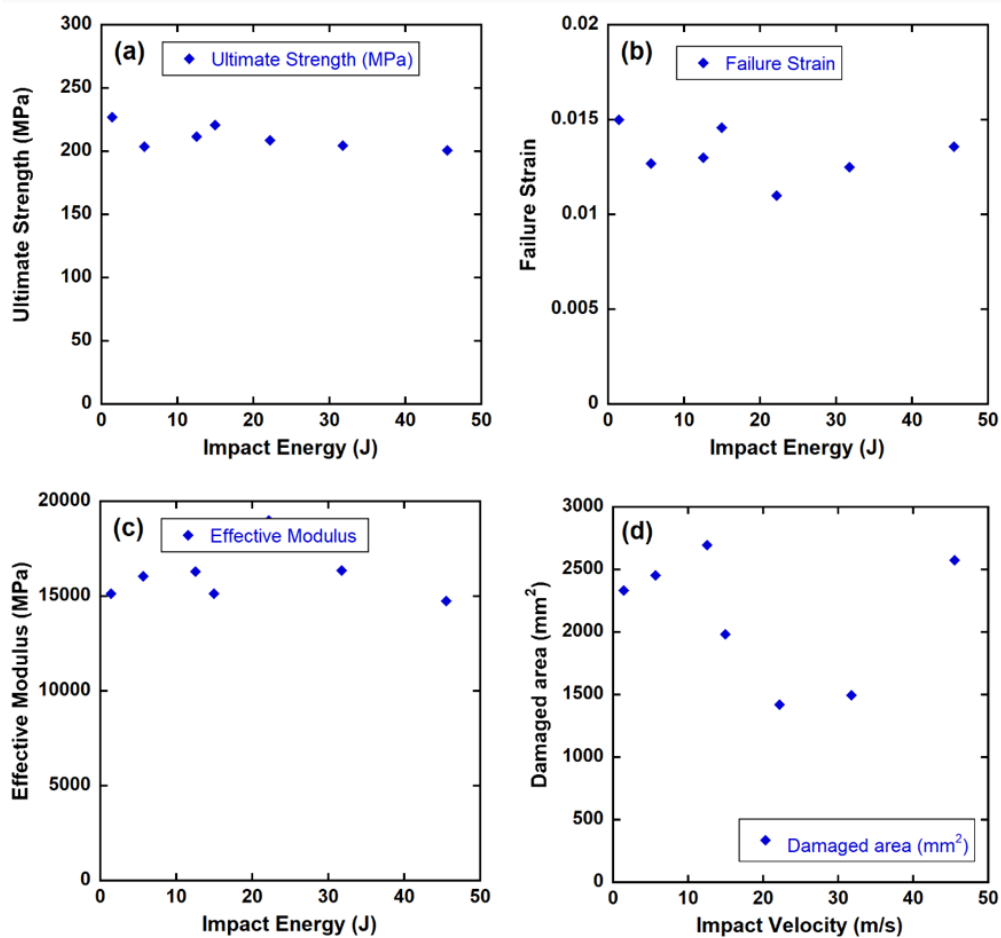 (a)
Ultimate Strength (MPa)
Ultimate Strength (MPa)
300
250
200
150
100
50
0
0 10 20 30 40 50
Impact Energy (J)
(b)
Failure Strain
Failure Strain
0.02
0.015
0.01
0.005
0
0 10 20 30 40 50
Impact Energy (J)
(c)
Effective Modulus
Effective Modulus (MPa)
20000
15000
10000
5000
0
0 10 20 30 40 50
Impact Energy (J)
(d)
Damaged area (mm²)
3000
2500
2000
1500
1000
500
0
Damaged area (mm²)
0 10 20 30 40 50
Impact Velocity (m/s)